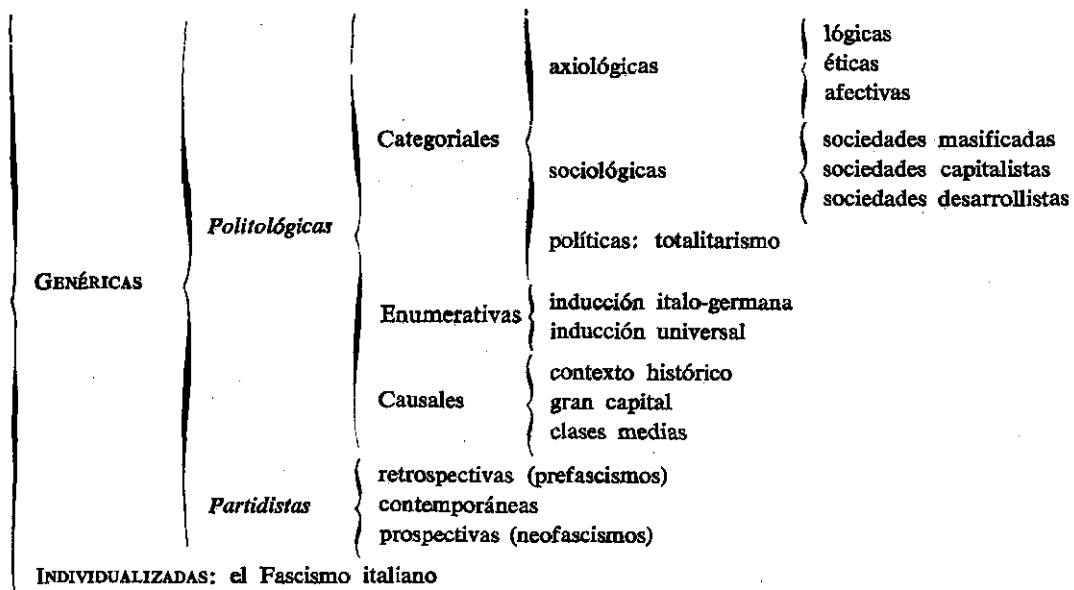 GENÉRICAS
Politológicas
Categoriales
axiológicas
lógicas
éticas
afectivas
sociológicas
sociedades masificadas
sociedades capitalistas
sociedades desarrollistas
políticas: totalitarismo
Enumerativas
inducción italo-germana
inducción universal
Causales
contexto histórico
gran capital
clases medias
Partidistas
retrospectivas (prefascismos)
contemporáneas
prospectivas (neofascismos)
INDIVIDUALIZADAS: el Fascismo italiano